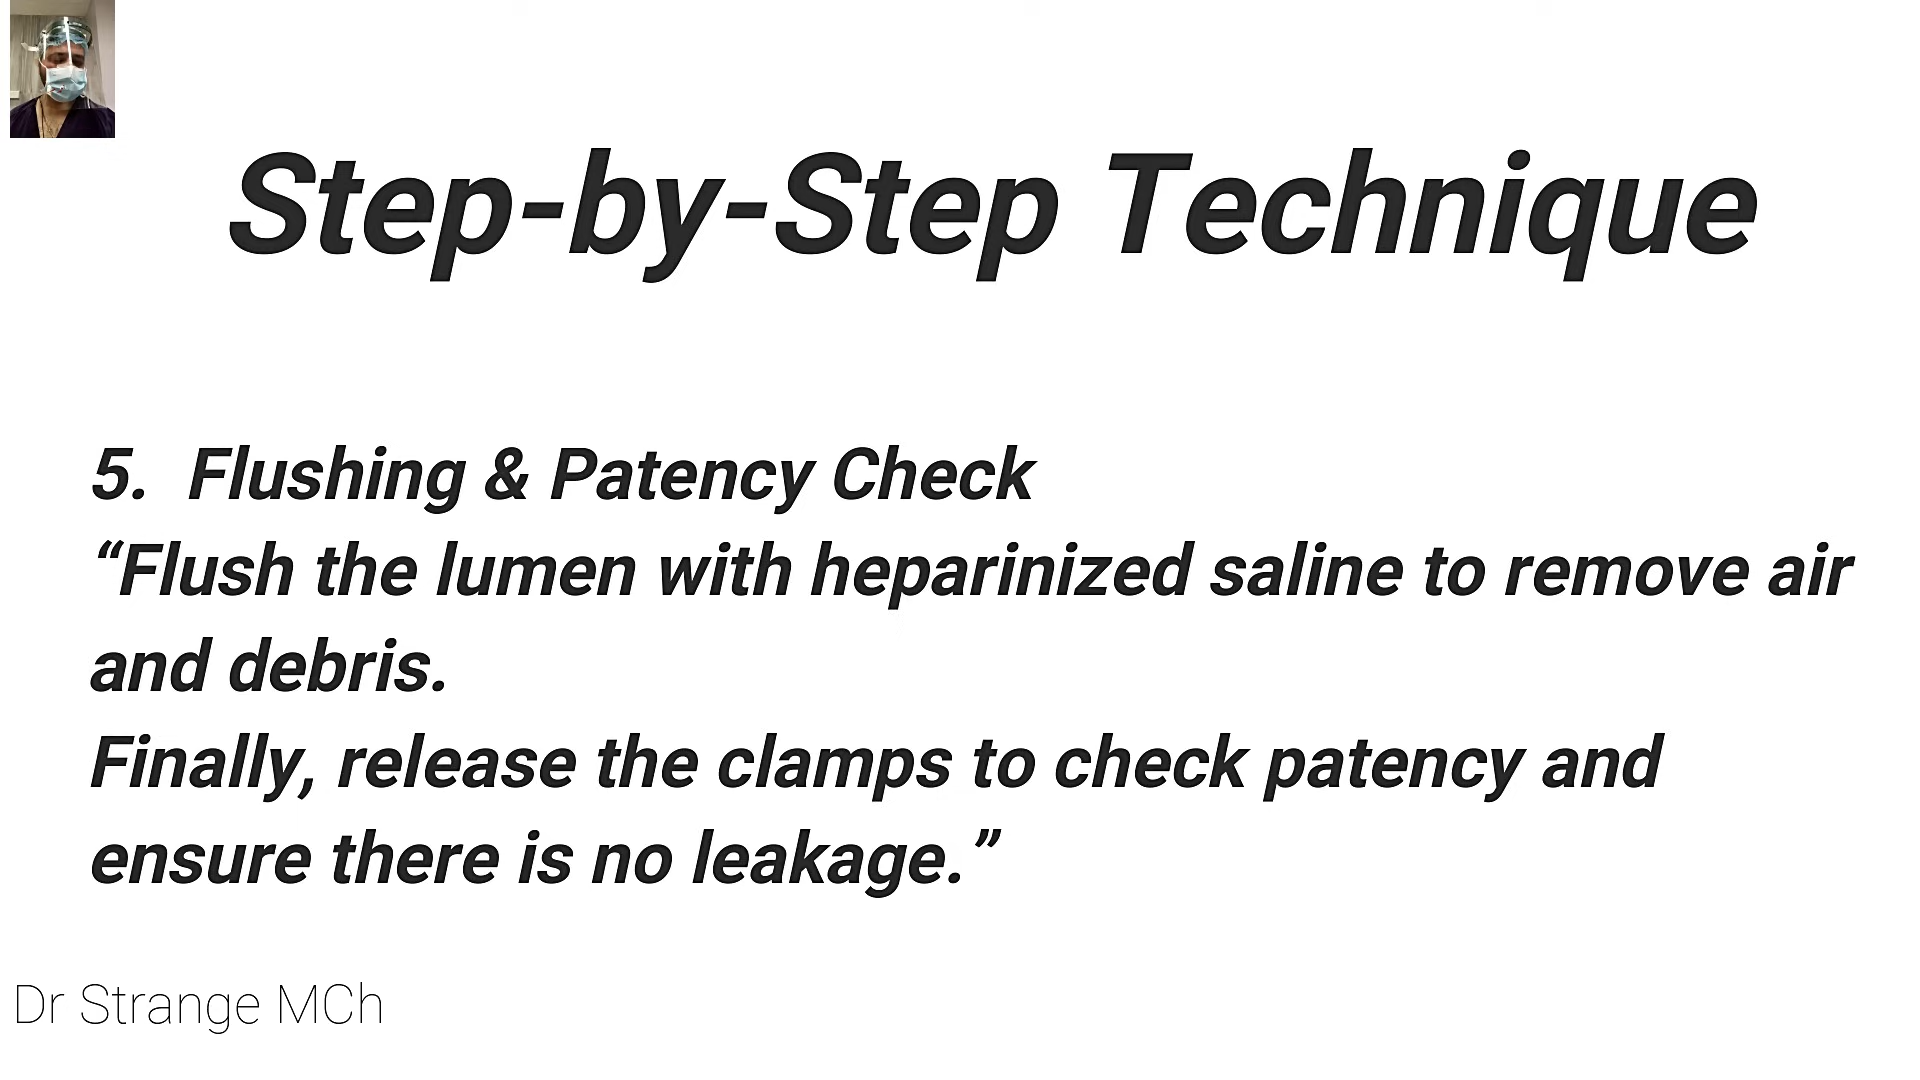 Step-by-Step Technique
5. Flushing & Patency Check
“Flush the lumen with heparinized saline to remove air
and debris.
Finally, release the clamps to check patency and
ensure there is no leakage.”
Dr Strange MCh